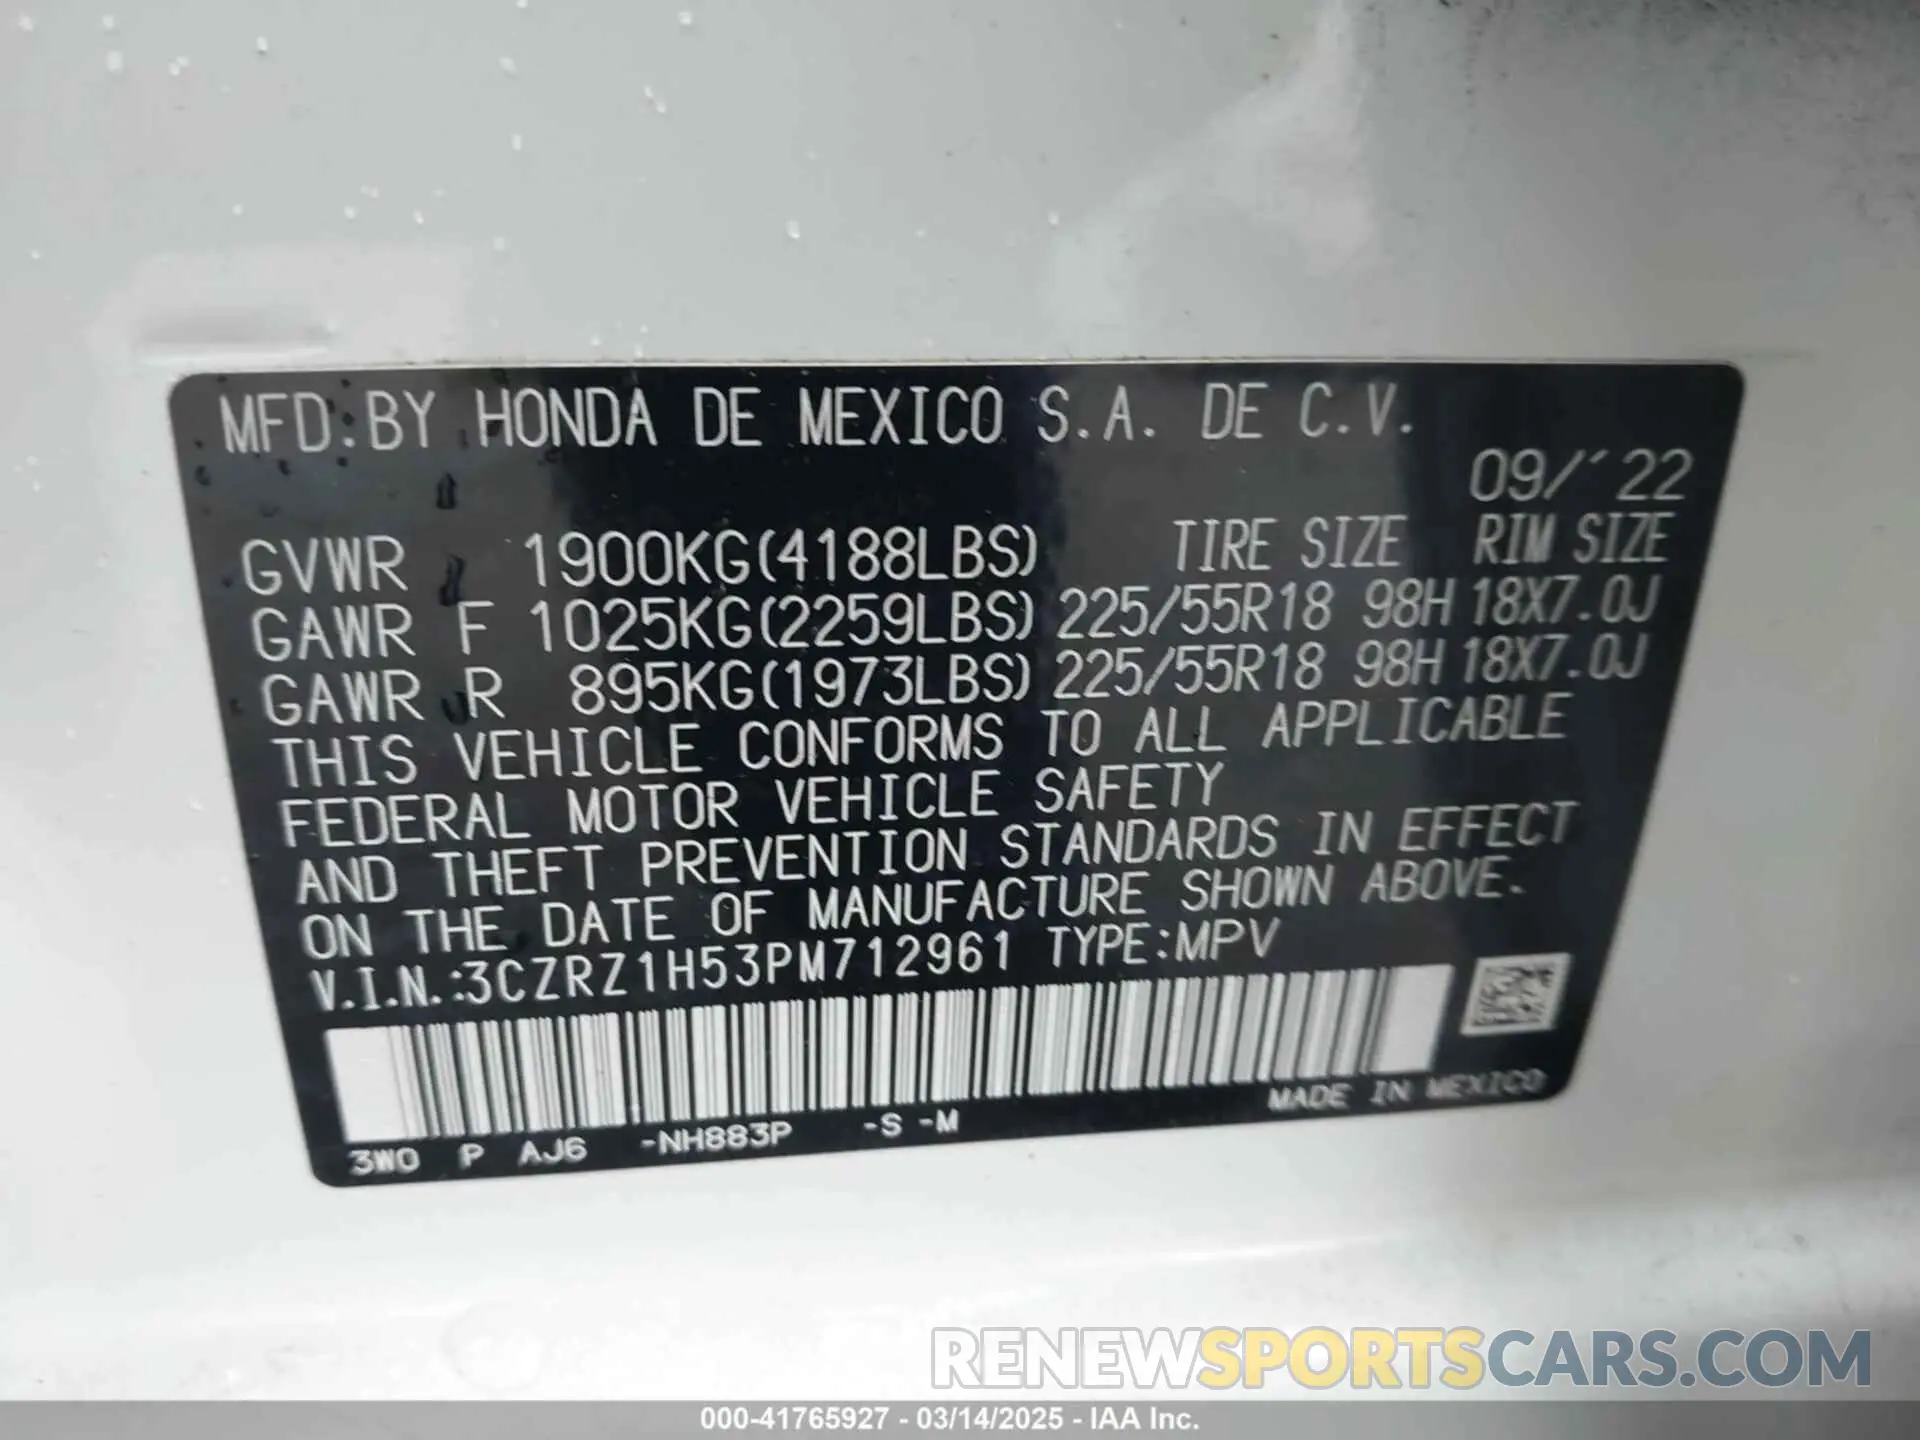 MFD.BY HONDA DE MEXICO S.A. DE C.V.
09/'22
GVWR 1900KG(4188LBS) TIRE SIZE RIM SIZE
GAWR F 1025KG(2259LBS) 225/55R18 98H 18X7.0J
GAWR R 895KG(1973LBS) 225/55R18 98H 18X7.0J
THIS VEHICLE CONFORMS TO ALL APPLICABLE
FEDERAL MOTOR VEHICLE SAFETY
AND THEFT PREVENTION STANDARDS IN EFFECT
ON THE DATE OF MANUFACTURE SHOWN ABOVE.
V.I.N.:3CZRZ1H53PM712961 TYPE:MPV
MADE IN MEXICO
3W0 P AJ6 -NH883P -S -M
RENEWSPORTSCARS.COM
000-41765927 - 03/14/2025 - IAA Inc.